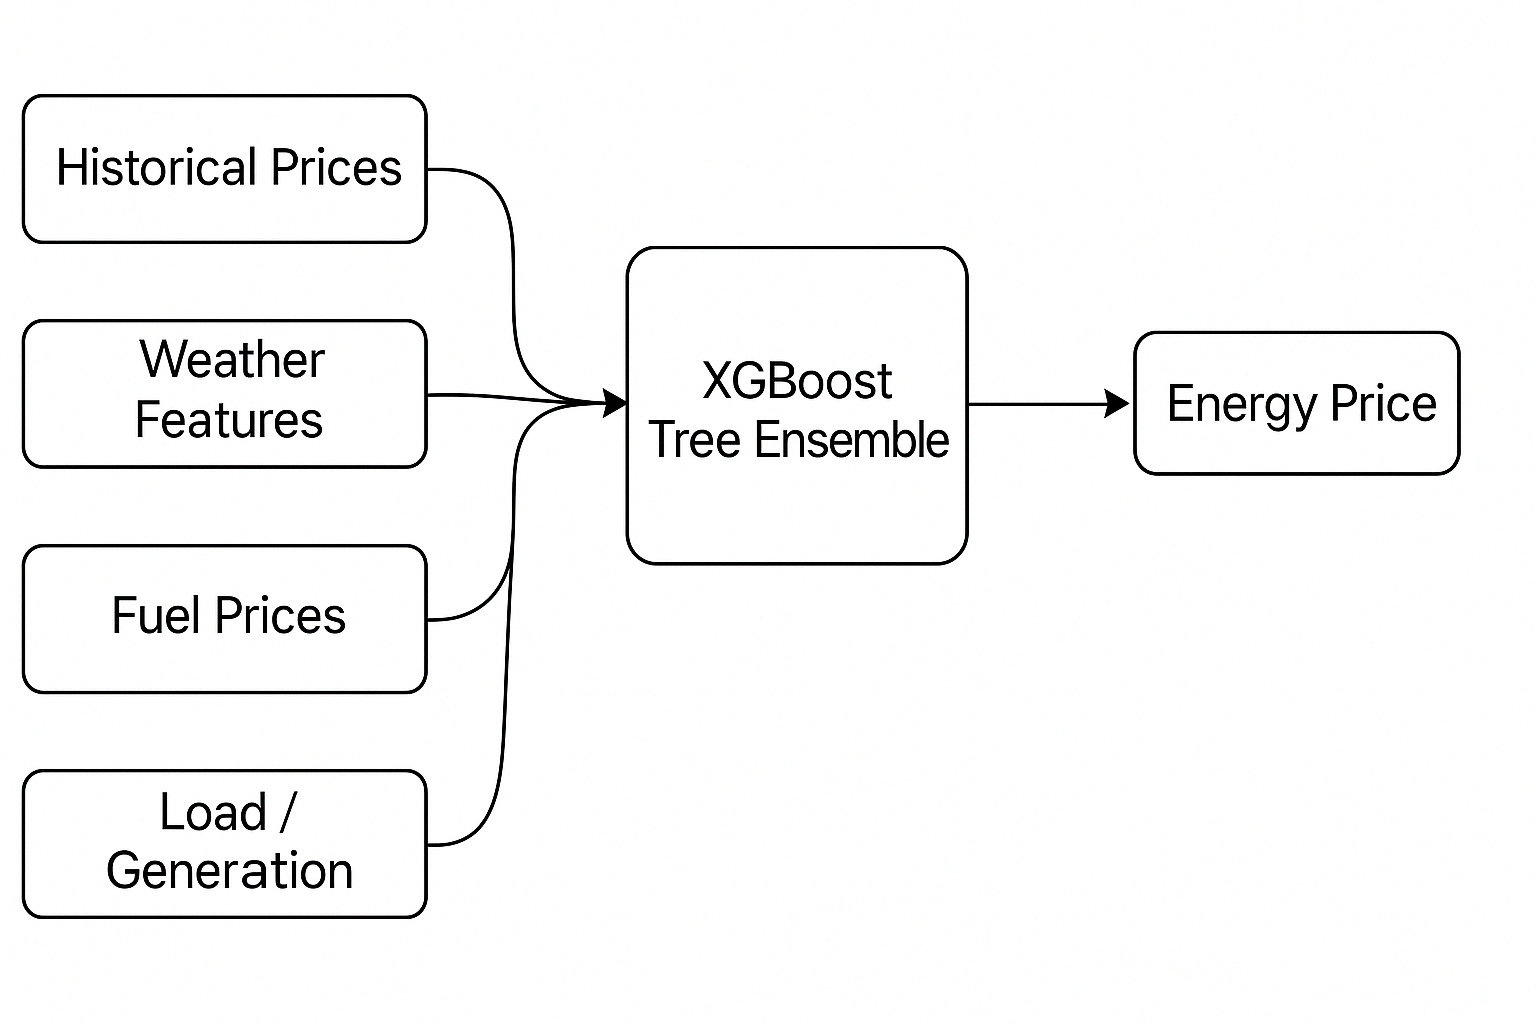 Historical Prices
Weather
Features
Fuel Prices
Load /
Generation
XGBoost
Tree Ensemble
Energy Price